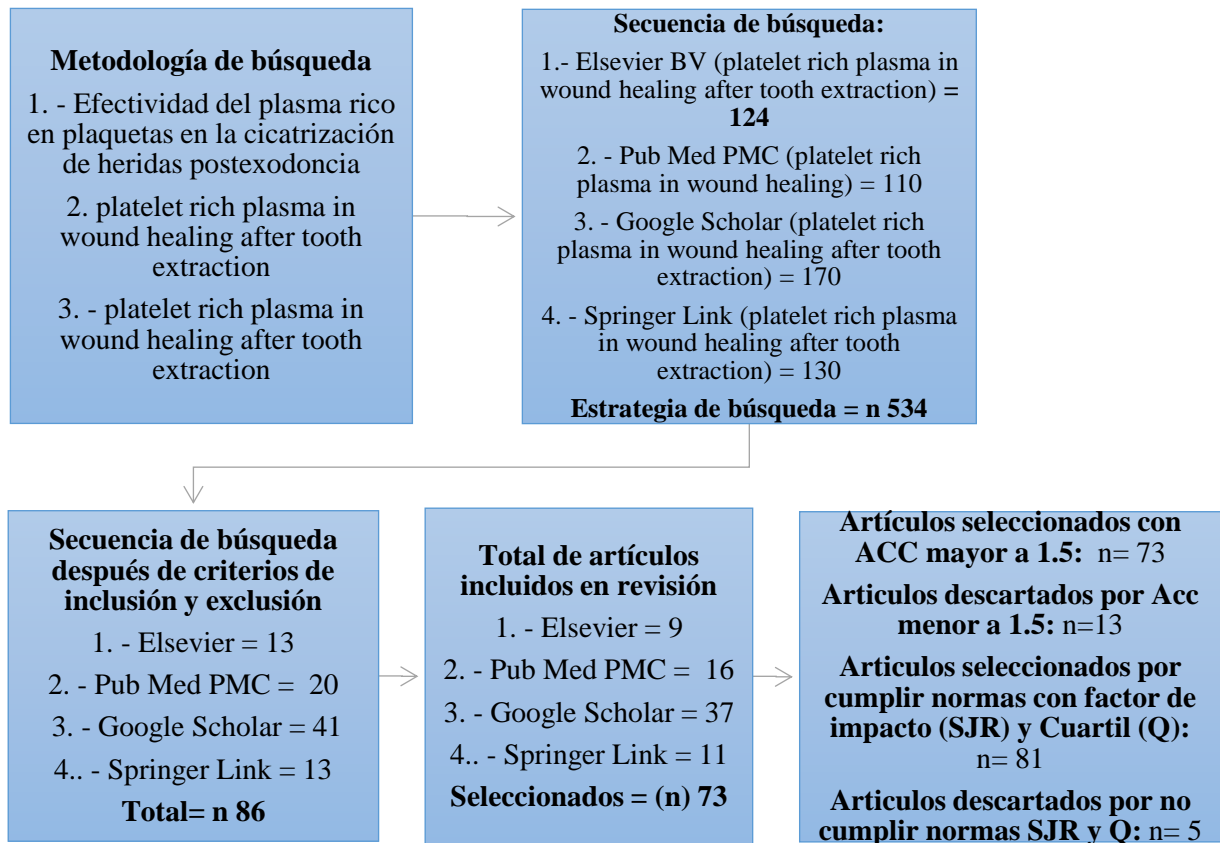 Metodología de búsqueda
1. - Efectividad del plasma rico
en plaquetas en la cicatrización
de heridas postexodoncia
2. platelet rich plasma in
wound healing after tooth
extraction
3. - platelet rich plasma in
wound healing after tooth
extraction
Secuencia de búsqueda:
1.- Elsevier BV (platelet rich plasma in
wound healing after tooth extraction) =
124
2. - Pub Med PMC (platelet rich
plasma in wound healing) = 110
3. - Google Scholar (platelet rich
plasma in wound healing after tooth
extraction) = 170
4. - Springer Link (platelet rich plasma
in wound healing after tooth
extraction) = 130
Estrategia de búsqueda = n 534
Secuencia de búsqueda
después de criterios de
inclusión y exclusión
1. - Elsevier = 13
2. - Pub Med PMC = 20
3. - Google Scholar = 41
4.. - Springer Link = 13
Total= n 86
Total de artículos
incluidos en revisión
1. - Elsevier = 9
2. - Pub Med PMC = 16
3. - Google Scholar = 37
4.. - Springer Link = 11
Seleccionados = (n) 73
Artículos seleccionados con
ACC mayor a 1.5: n= 73
Articulos descartados por Acc
menor a 1.5: n=13
Articulos seleccionados por
cumplir normas con factor de
impacto (SJR) y Cuartil (Q):
n= 81
Articulos descartados por no
cumplir normas SJR y Q: n= 5